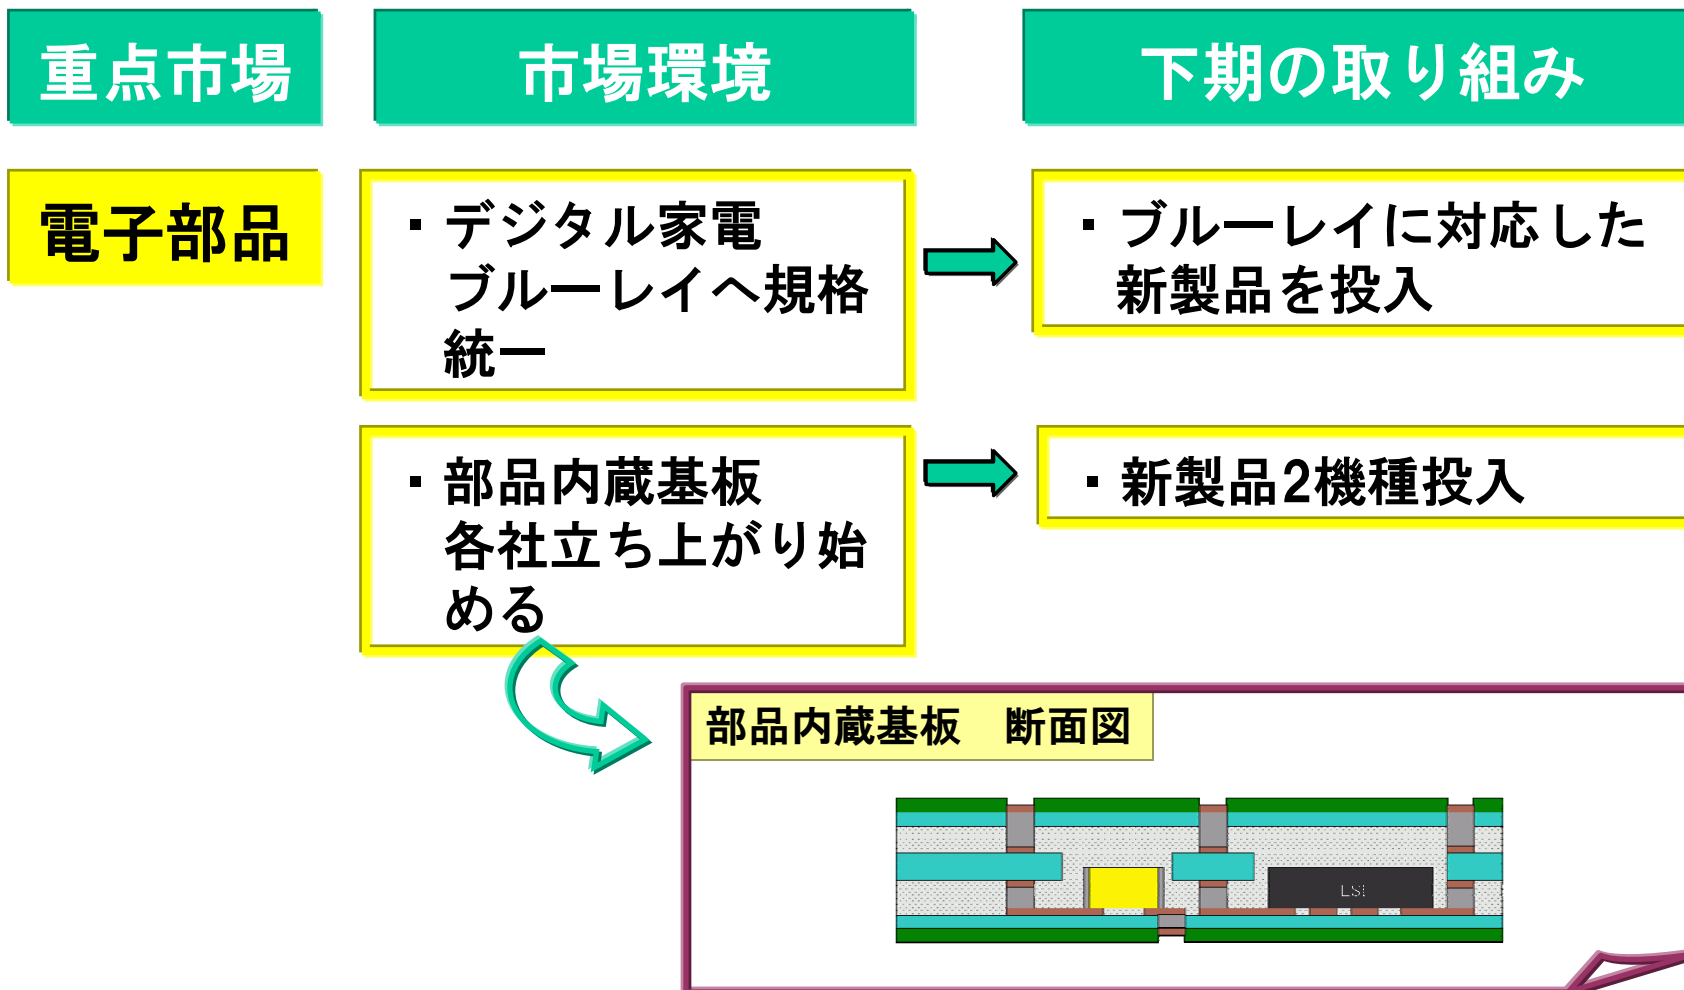 重点市場
市場環境
下期の取り組み
電子部品
・デジタル家電
ブルーレイへ規格
統一
・ブルーレイに対応した
新製品を投入
・部品内蔵基板
各社立ち上がり始
める
・新製品2機種投入
部品内蔵基板　断面図
LSI